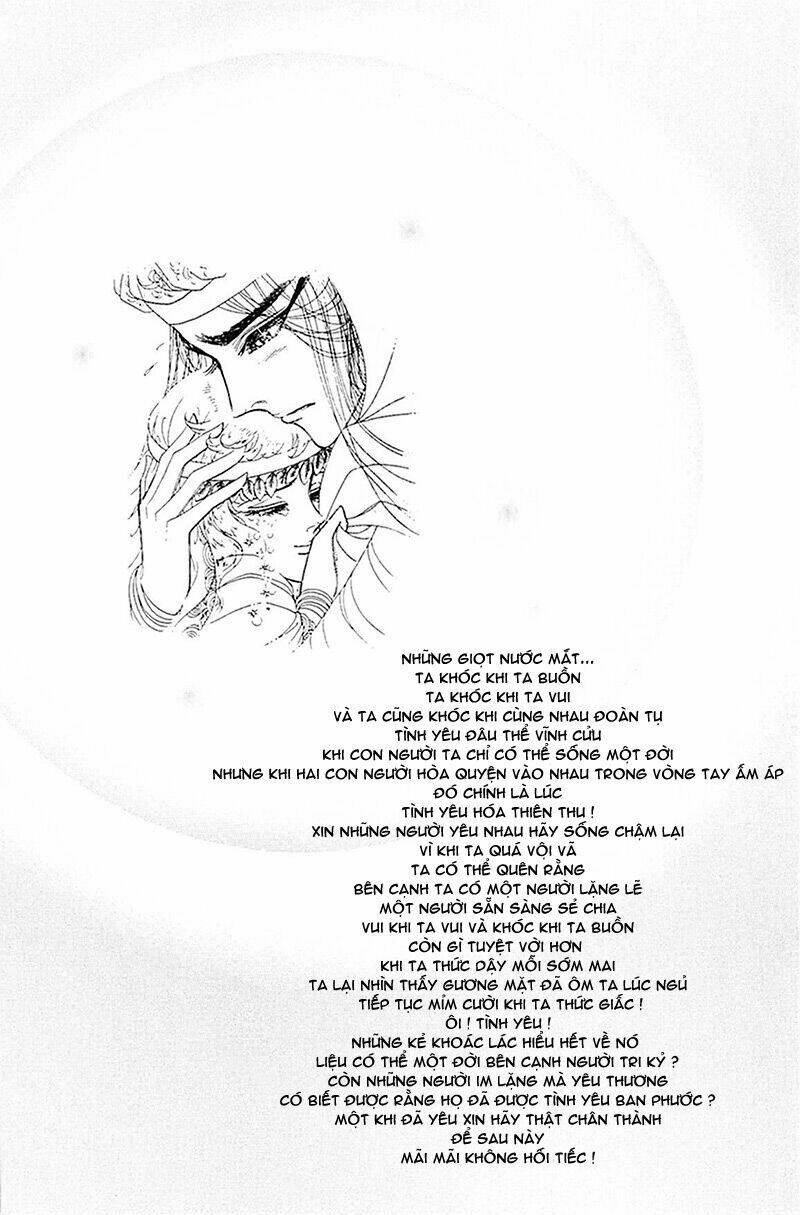 NHỮNG GIỌT NƯỚC MẮT...
TA KHÓC KHI TA BUỒN
TA KHÓC KHI TA VUI
VÀ TA CŨNG KHÓC KHI CÙNG NHAU ĐOÀN TỤ
TÌNH YÊU ĐÂU THỂ VĨNH CỬU
KHI CON NGƯỜI TA CHỈ CÓ THỂ SỐNG MỘT ĐỜI
NHƯNG KHI HAI CON NGƯỜI HÒA QUYỆN VÀO NHAU TRONG VÒNG TAY ẤM ÁP
ĐÓ CHÍNH LÀ LÚC
TÌNH YÊU HÓA THIÊN THU !
XIN NHỮNG NGƯỜI YÊU NHAU HÃY SỐNG CHẬM LẠI
VÌ KHI TA QUÁ VỘI VÃ
TA CÓ THỂ QUÊN RẰNG
BÊN CẠNH TA CÓ MỘT NGƯỜI LẶNG LẼ
MỘT NGƯỜI SẴN SÀNG SẺ CHIA
VUI KHI TA VUI VÀ KHÓC KHI TA BUỒN
CÒN GÌ TUYỆT VỜI HƠN
KHI TA THỨC DẬY MỖI SỚM MAI
TA LẠI NHÌN THẤY GƯƠNG MẶT ĐÃ ÔM TA LÚC NGỦ
TIẾP TỤC MỈM CƯỜI KHI TA THỨC GIẤC !
ÔI ! TÌNH YÊU !
NHỮNG KẺ KHOÁC LÁC HIỂU HẾT VỀ NÓ
LIỆU CÓ THỂ MỘT ĐỜI BÊN CẠNH NGƯỜI TRI KỶ ?
CÒN NHỮNG NGƯỜI IM LẶNG MÀ YÊU THƯƠNG
CÓ BIẾT ĐƯỢC RẰNG HỌ ĐÃ ĐƯỢC TÌNH YÊU BAN PHƯỚC ?
MỘT KHI ĐÃ YÊU XIN HÃY THẬT CHÂN THÀNH
ĐỂ SAU NÀY
MÃI MÃI KHÔNG HỐI TIẾC !